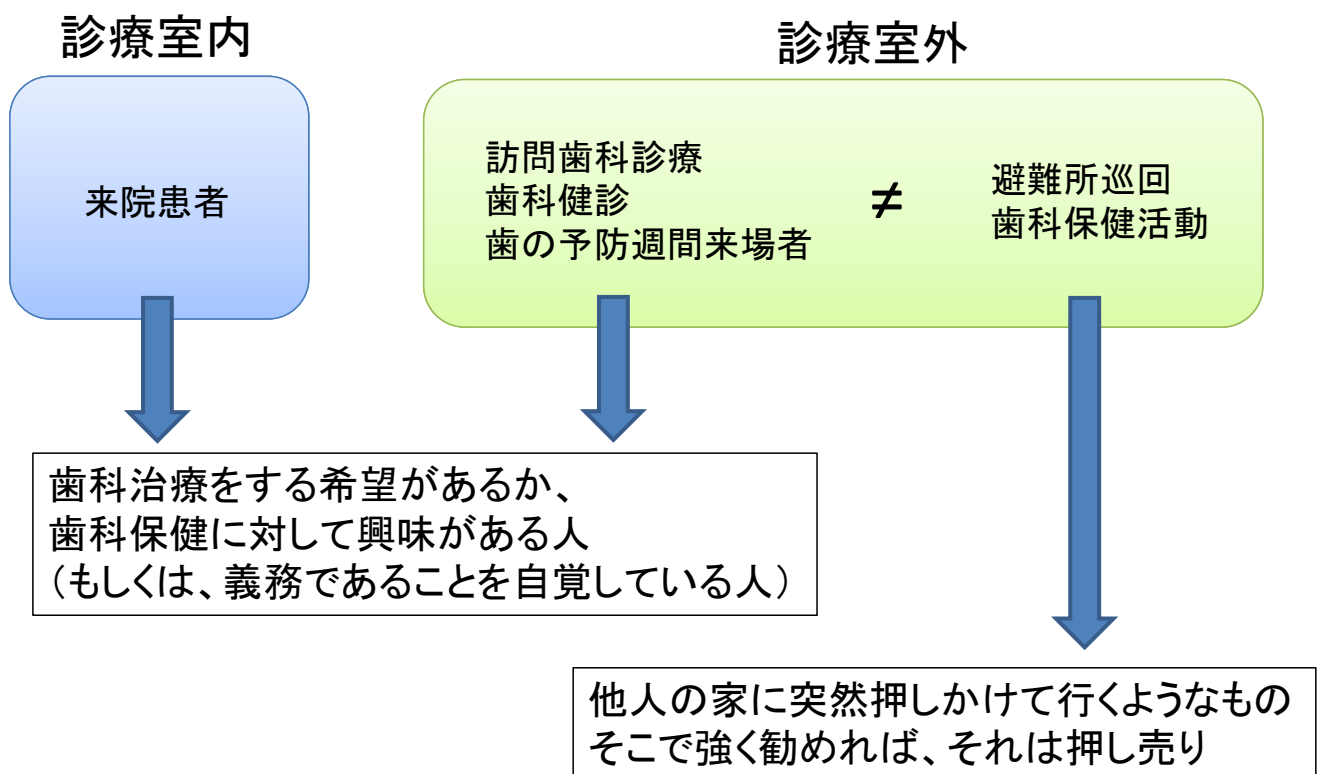 診療室内
診療室外
来院患者
訪問歯科診療
歯科健診
歯の予防週間来場者
≠
避難所巡回
歯科保健活動
歯科治療をする希望があるか、
歯科保健に対して興味がある人
（もしくは、義務であることを自覚している人）
他人の家に突然押しかけて行くようなもの
そこで強く勧めれば、それは押し売り